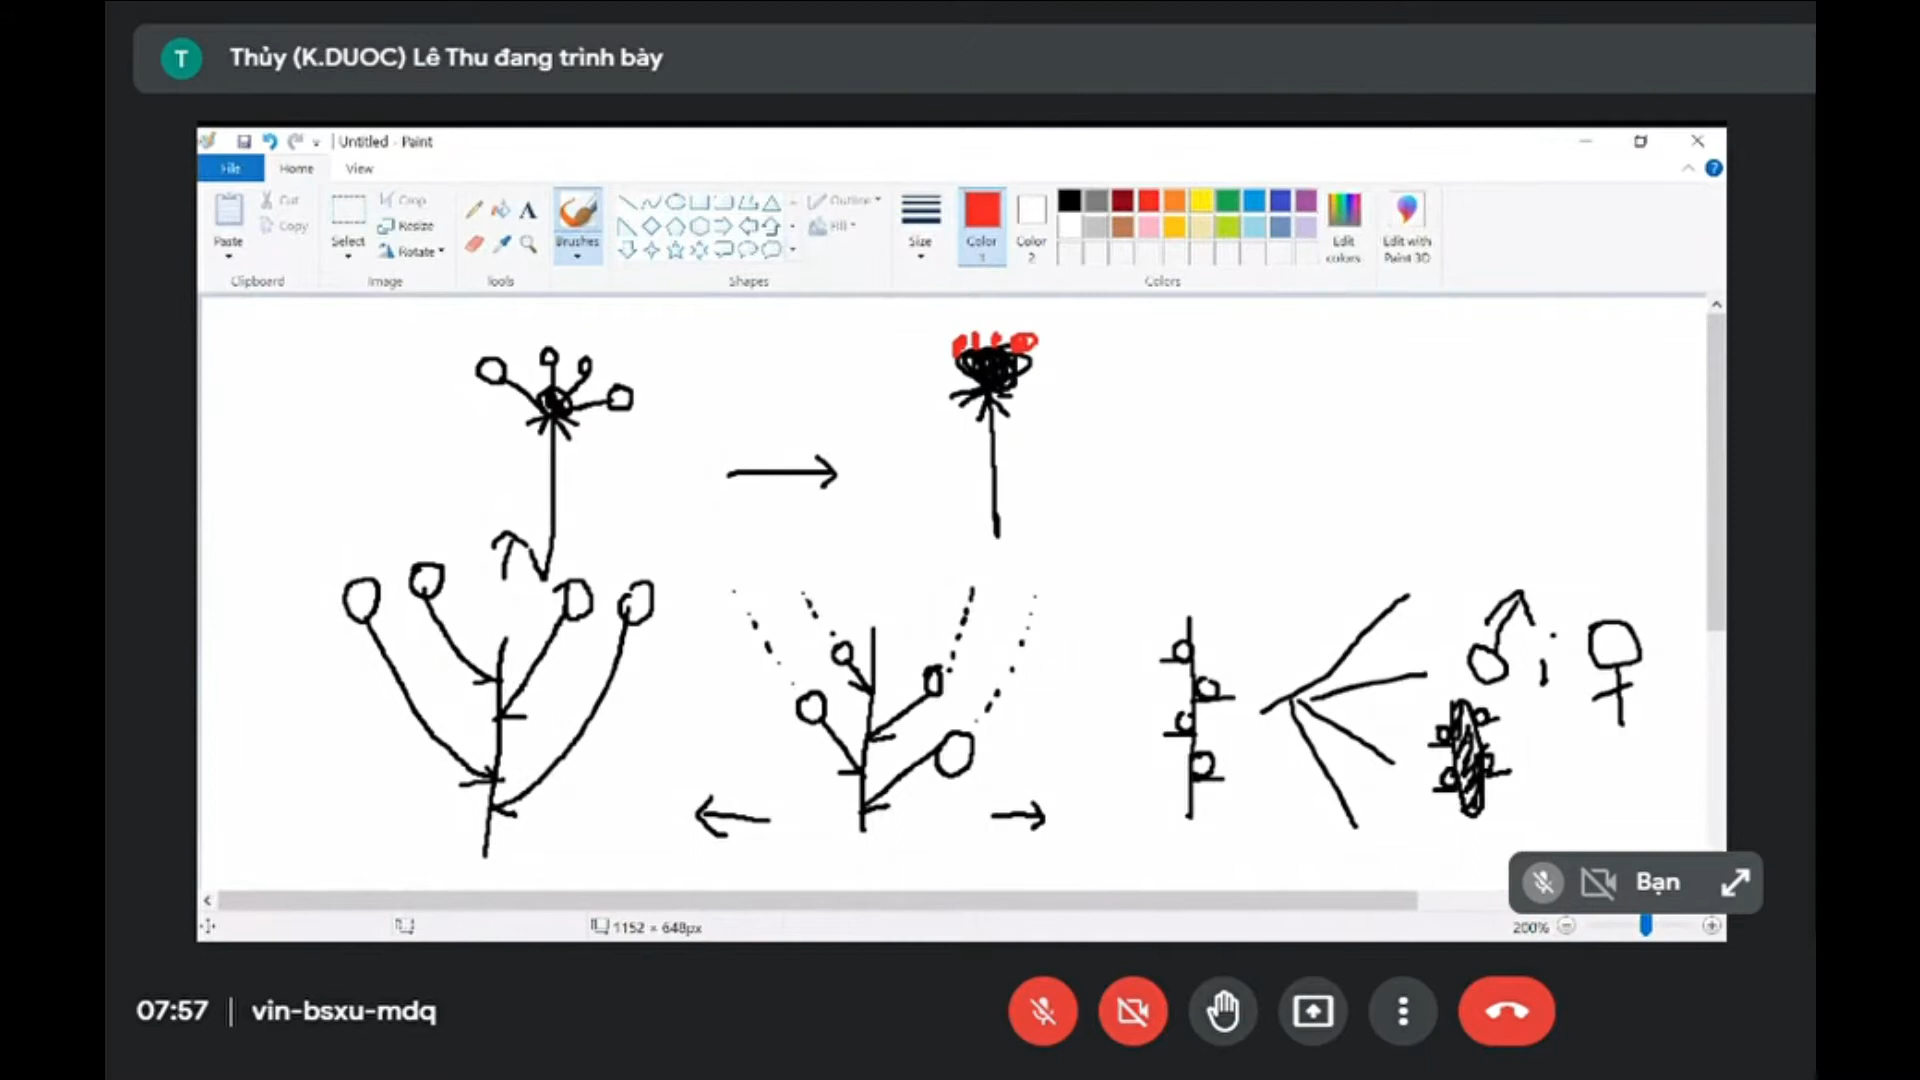 T Thủy (K.DUOC) Lê Thu đang trình bày
Untitled - Paint
File Home View
Paste
Cut
Copy
Clipboard
Select
Crop
Resize
Rotate
Image
A
Tools
Brushes
Shapes
Outline
Fill
Size
Color 1
Color 2
Colors
Edit colors
Edit with Paint 3D
1152 × 648px
200%
Bạn
07:57 | vin-bsxu-mdq